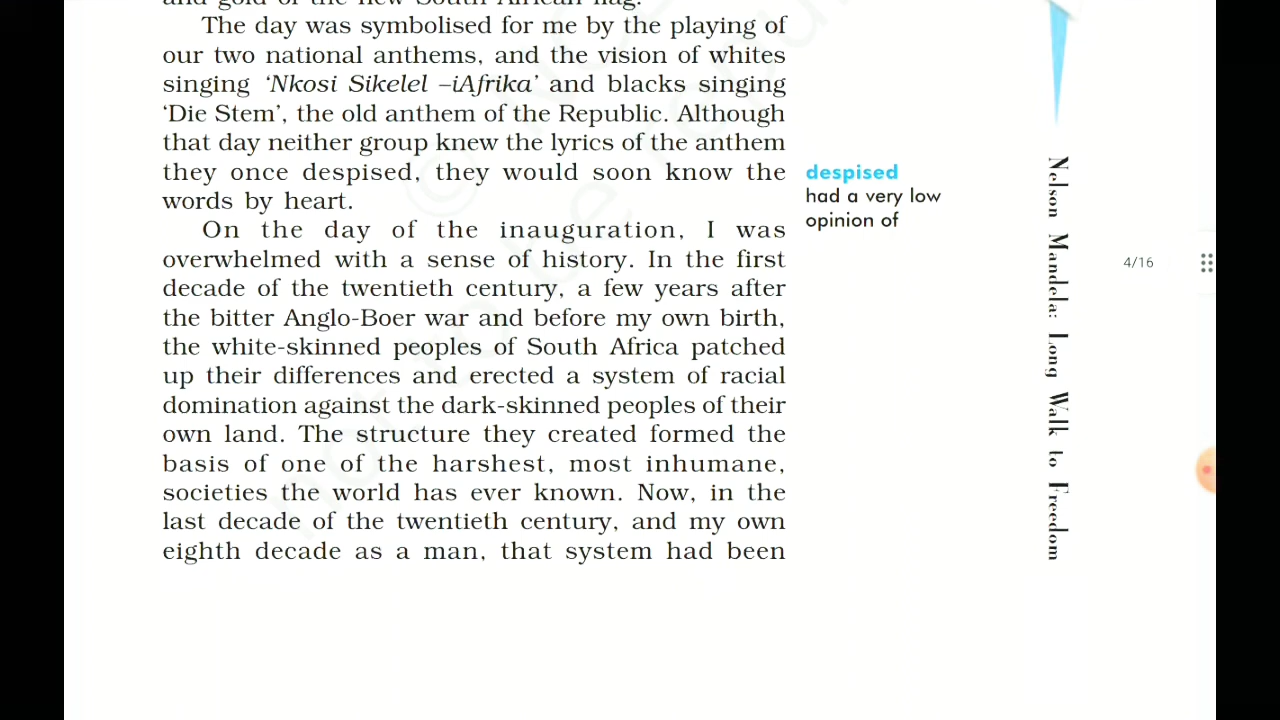 and gold of the new South African flag.
The day was symbolised for me by the playing of
our two national anthems, and the vision of whites
singing ‘Nkosi Sikelel –iAfrika’ and blacks singing
‘Die Stem’, the old anthem of the Republic. Although
that day neither group knew the lyrics of the anthem
they once despised, they would soon know the
words by heart.
On the day of the inauguration, I was
overwhelmed with a sense of history. In the first
decade of the twentieth century, a few years after
the bitter Anglo-Boer war and before my own birth,
the white-skinned peoples of South Africa patched
up their differences and erected a system of racial
domination against the dark-skinned peoples of their
own land. The structure they created formed the
basis of one of the harshest, most inhumane,
societies the world has ever known. Now, in the
last decade of the twentieth century, and my own
eighth decade as a man, that system had been
despised
had a very low
opinion of
Nelson Mandela: Long Walk to Freedom
4/16